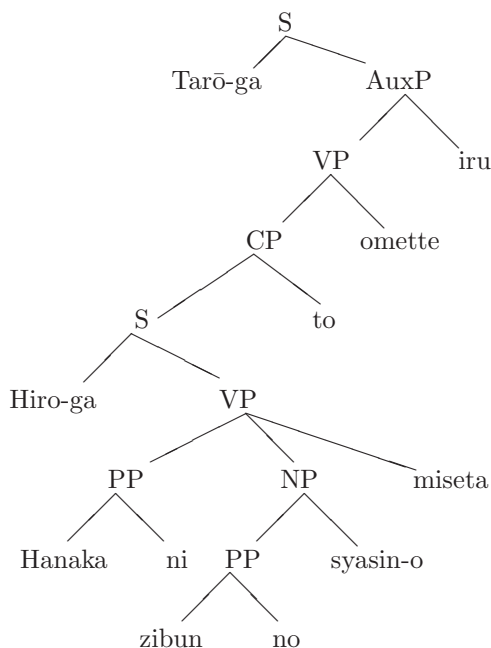 S
Tarō-ga AuxP
VP iru
CP omette
S to
Hiro-ga VP
PP NP miseta
Hanaka ni PP syasin-o
zibun no